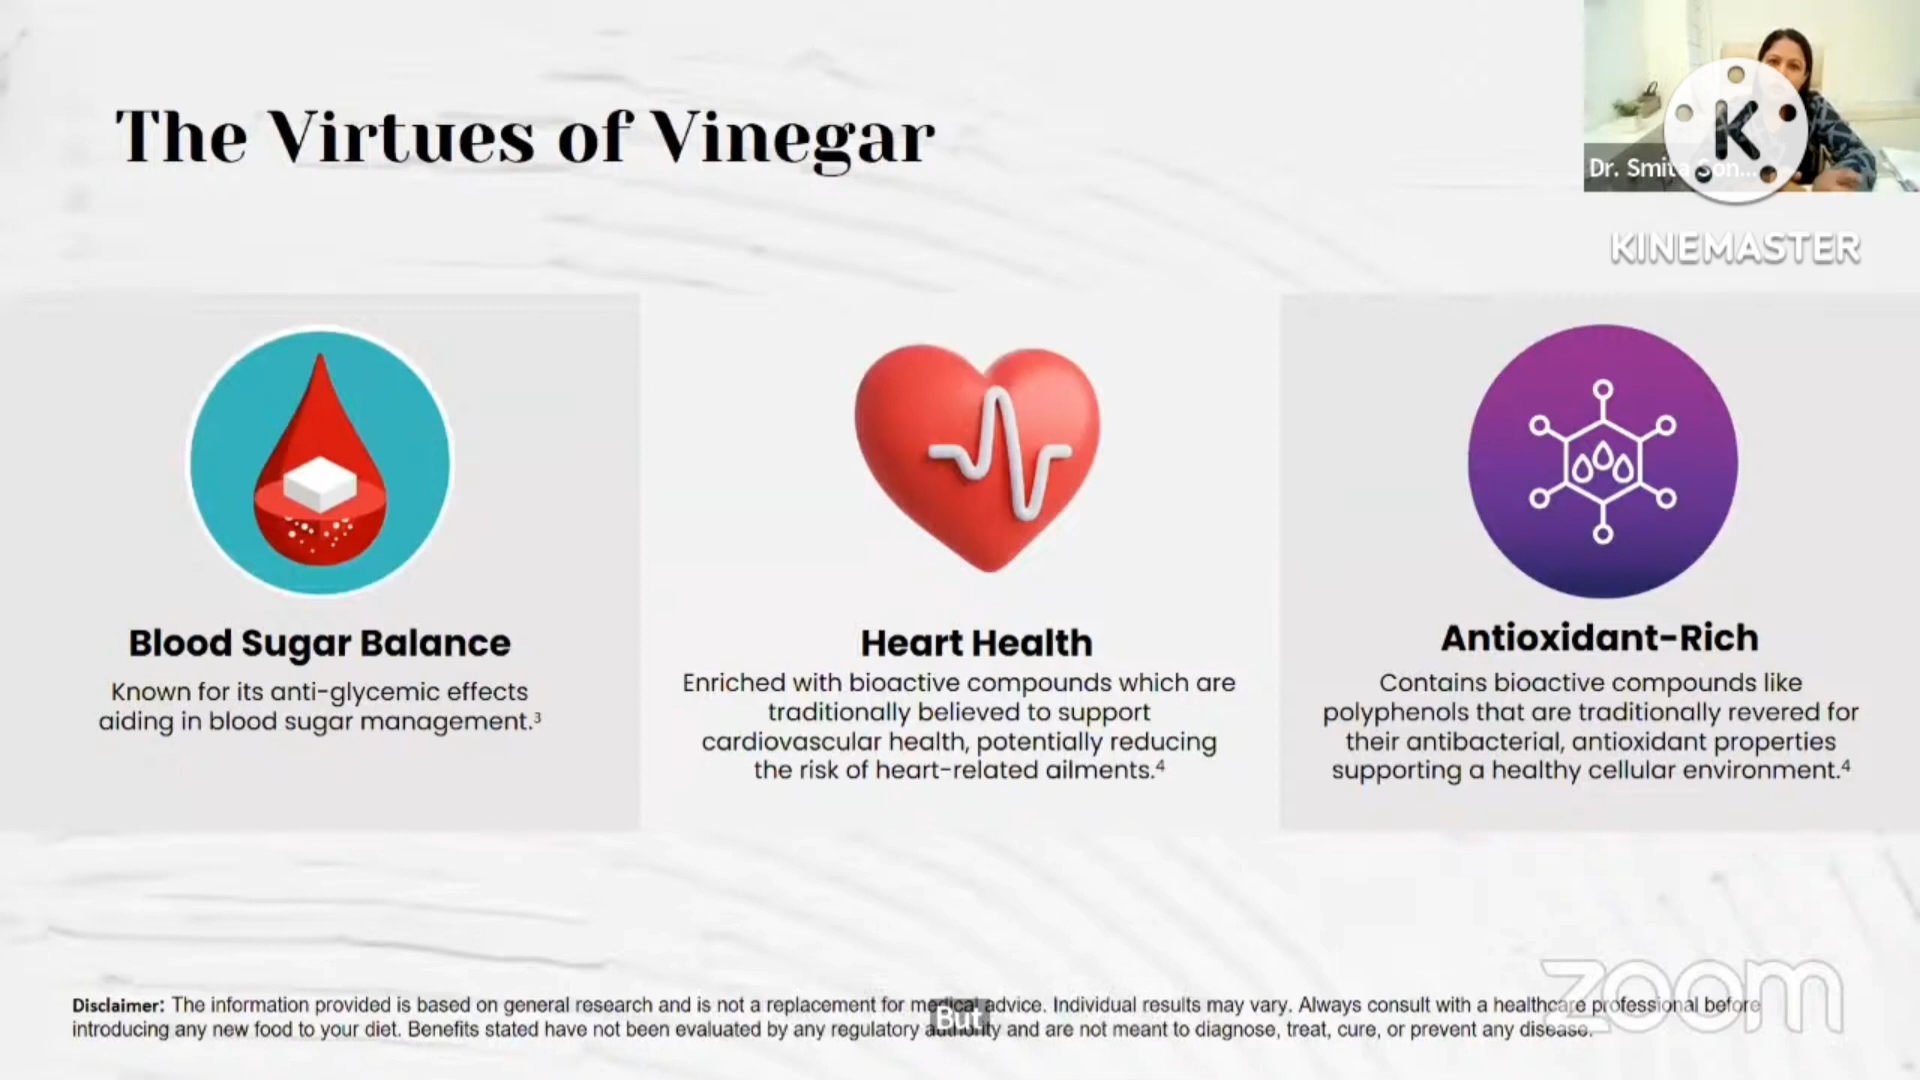 The Virtues of Vinegar
Dr. Smita Son...
K
KINEMASTER
Blood Sugar Balance
Known for its anti-glycemic effects
aiding in blood sugar management.³
Heart Health
Enriched with bioactive compounds which are
traditionally believed to support
cardiovascular health, potentially reducing
the risk of heart-related ailments.⁴
Antioxidant-Rich
Contains bioactive compounds like
polyphenols that are traditionally revered for
their antibacterial, antioxidant properties
supporting a healthy cellular environment.⁴
zoom
Disclaimer: The information provided is based on general research and is not a replacement for medical advice. Individual results may vary. Always consult with a healthcare professional before
introducing any new food to your diet. Benefits stated have not been evaluated by any regulatory authority and are not meant to diagnose, treat, cure, or prevent any disease.
But